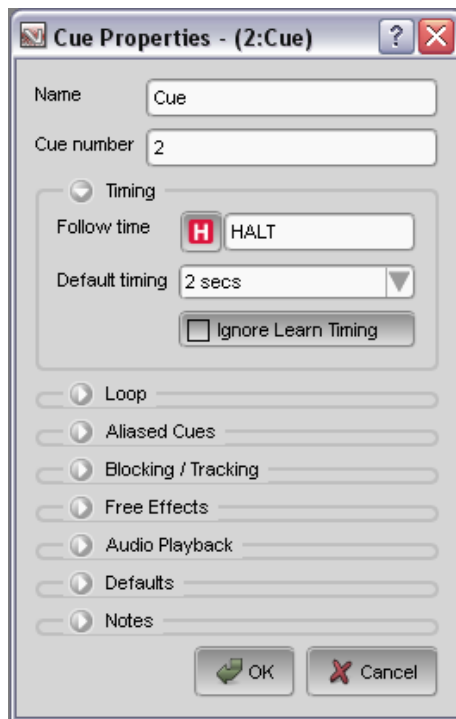 Cue Properties - (2:Cue)
?
Name Cue
Cue number 2
Timing
Follow time H HALT
Default timing 2 secs
Ignore Learn Timing
Loop
Aliased Cues
Blocking / Tracking
Free Effects
Audio Playback
Defaults
Notes
OK Cancel